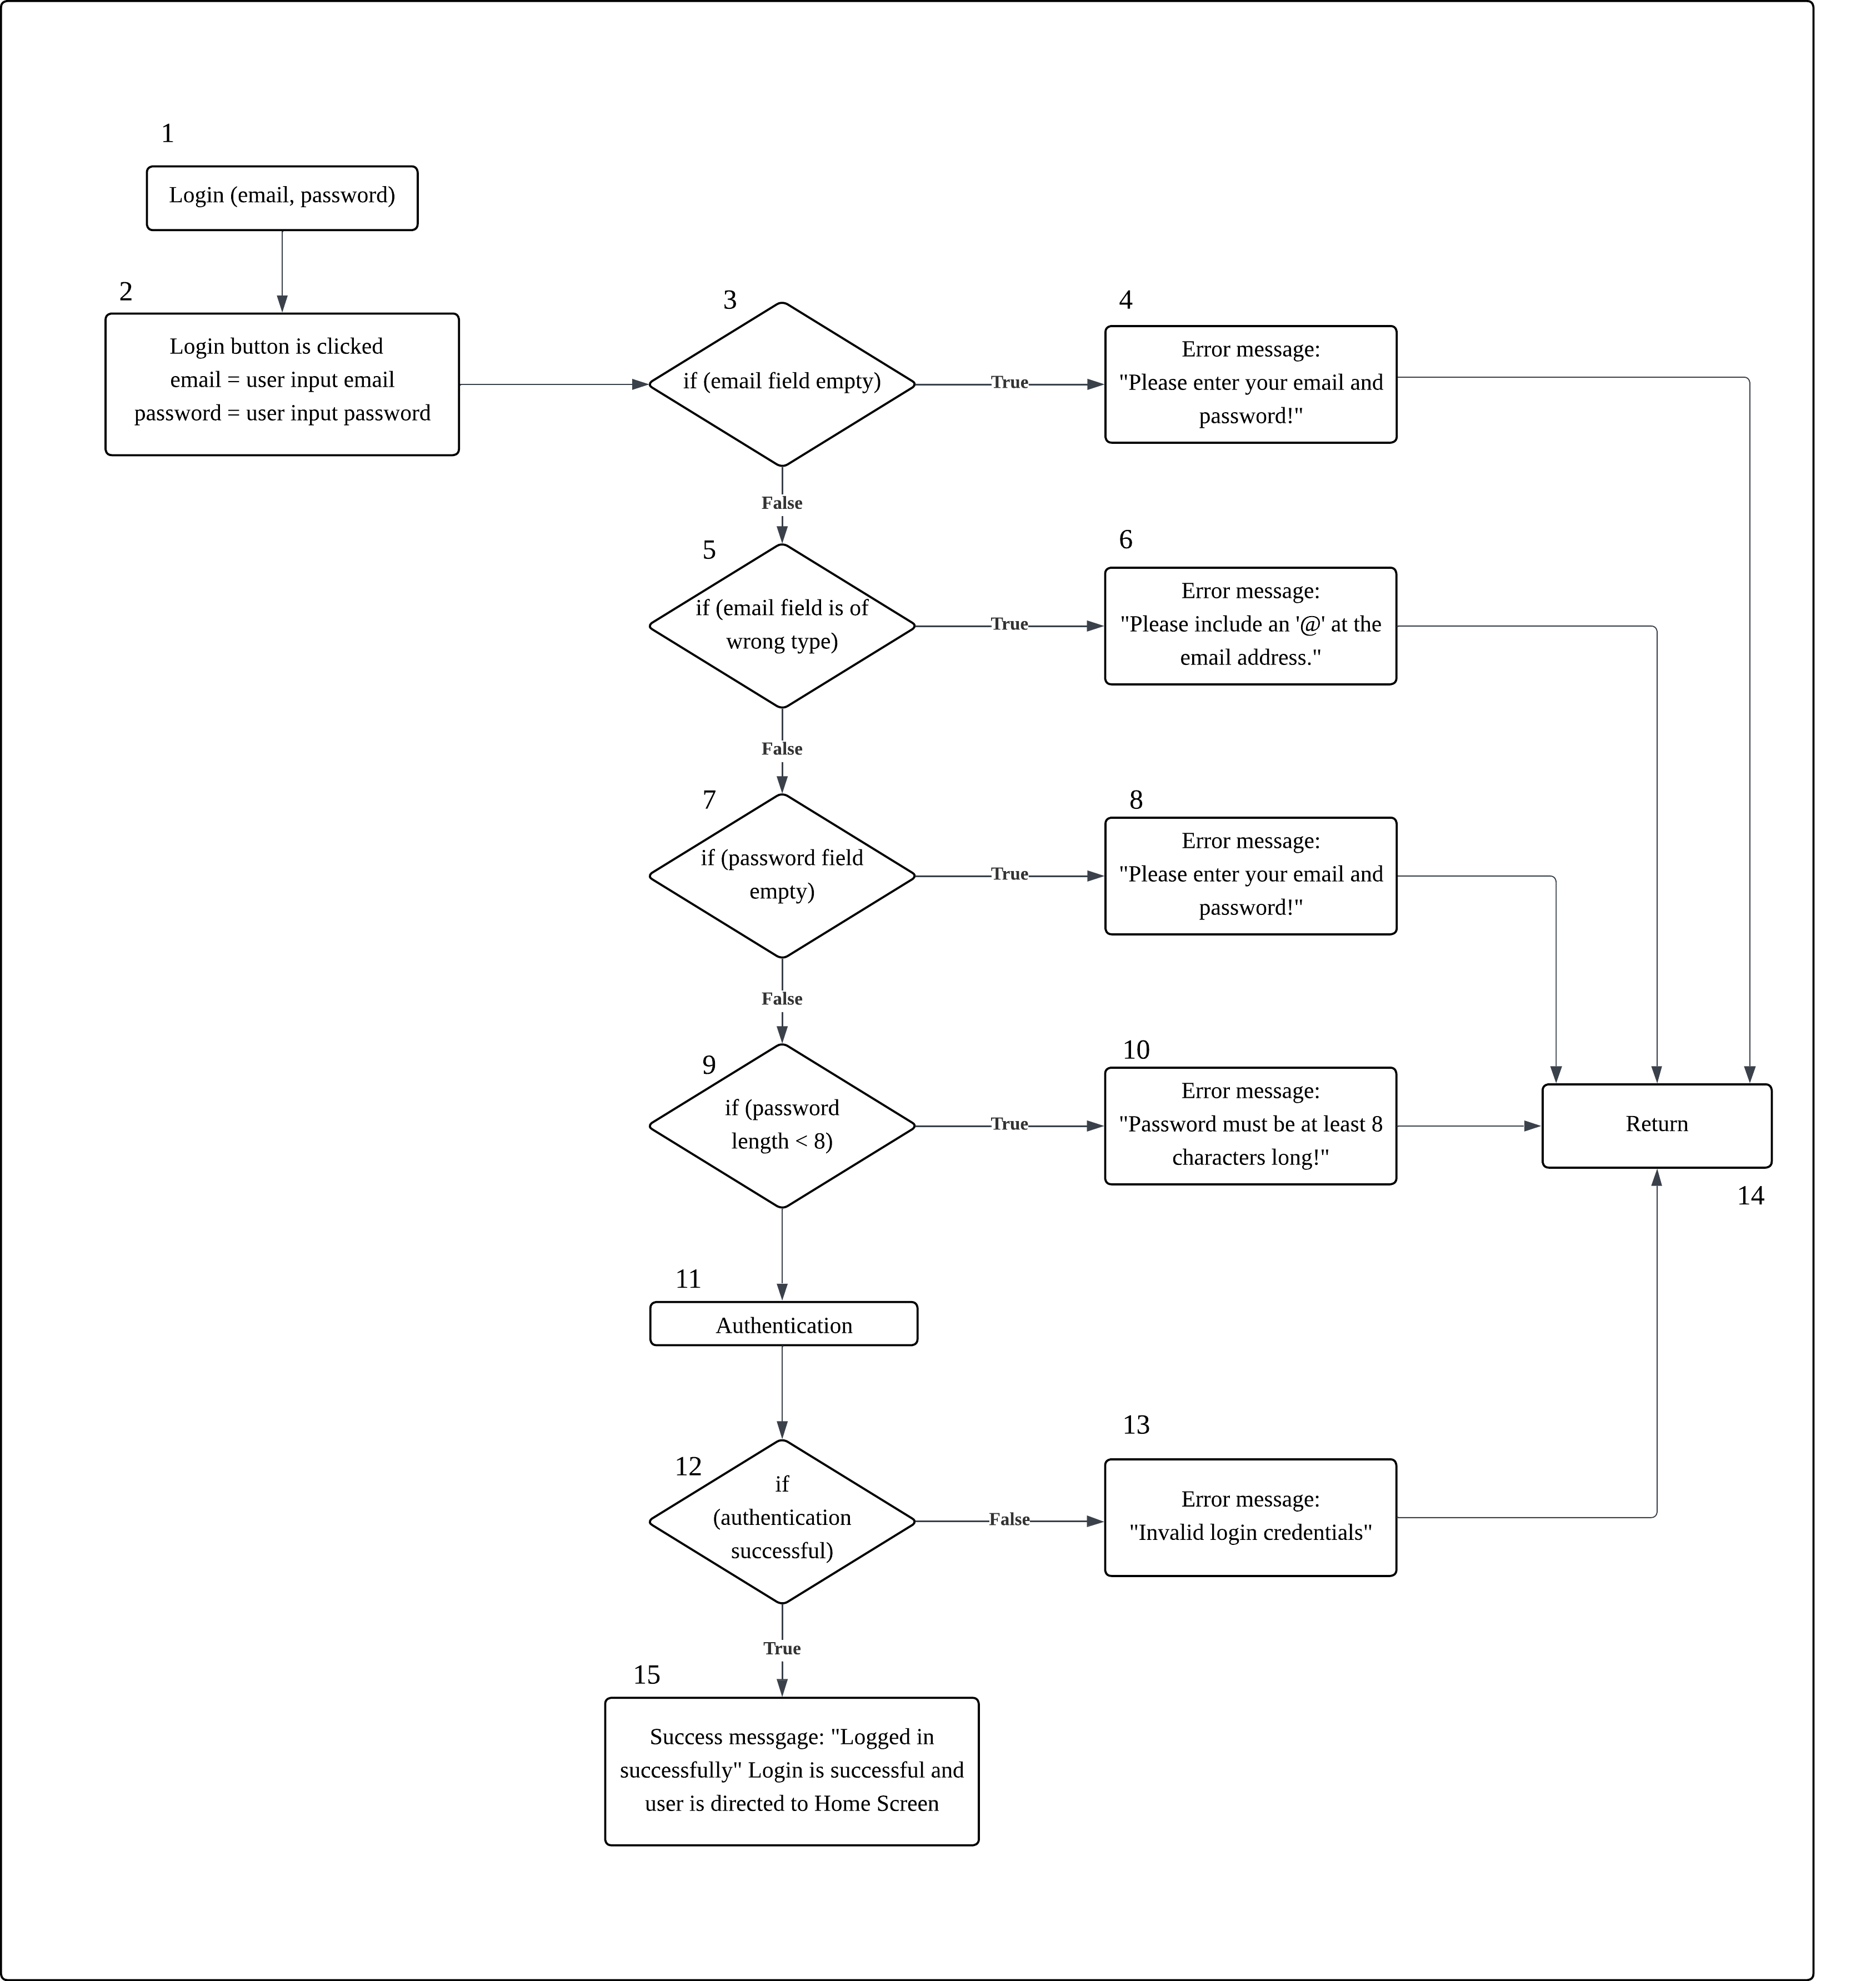 1
Login (email, password)
2
Login button is clicked
email = user input email
password = user input password
3
if (email field empty)
True
4
Error message:
"Please enter your email and
password!"
False
5
if (email field is of
wrong type)
True
6
Error message:
"Please include an '@' at the
email address."
False
7
if (password field
empty)
True
8
Error message:
"Please enter your email and
password!"
False
9
if (password
length < 8)
True
10
Error message:
"Password must be at least 8
characters long!"
Return
14
11
Authentication
12
if
(authentication
successful)
False
13
Error message:
"Invalid login credentials"
True
15
Success messgage: "Logged in
successfully" Login is successful and
user is directed to Home Screen